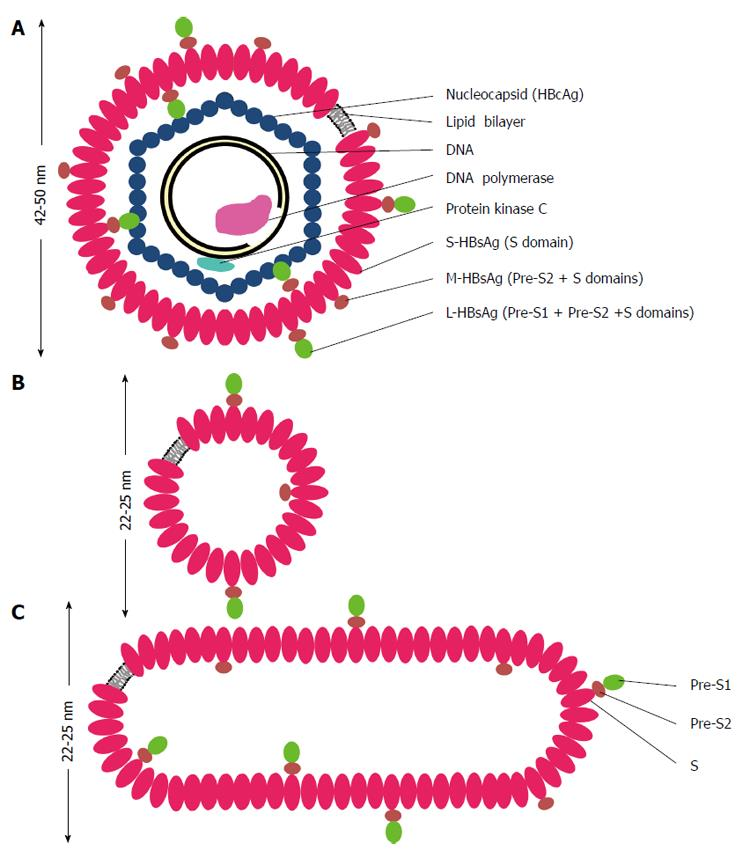 A
42-50 nm
Nucleocapsid (HBcAg)
Lipid bilayer
DNA
DNA polymerase
Protein kinase C
S-HBsAg (S domain)
M-HBsAg (Pre-S2 + S domains)
L-HBsAg (Pre-S1 + Pre-S2 +S domains)
B
22-25 nm
C
22-25 nm
Pre-S1
Pre-S2
S